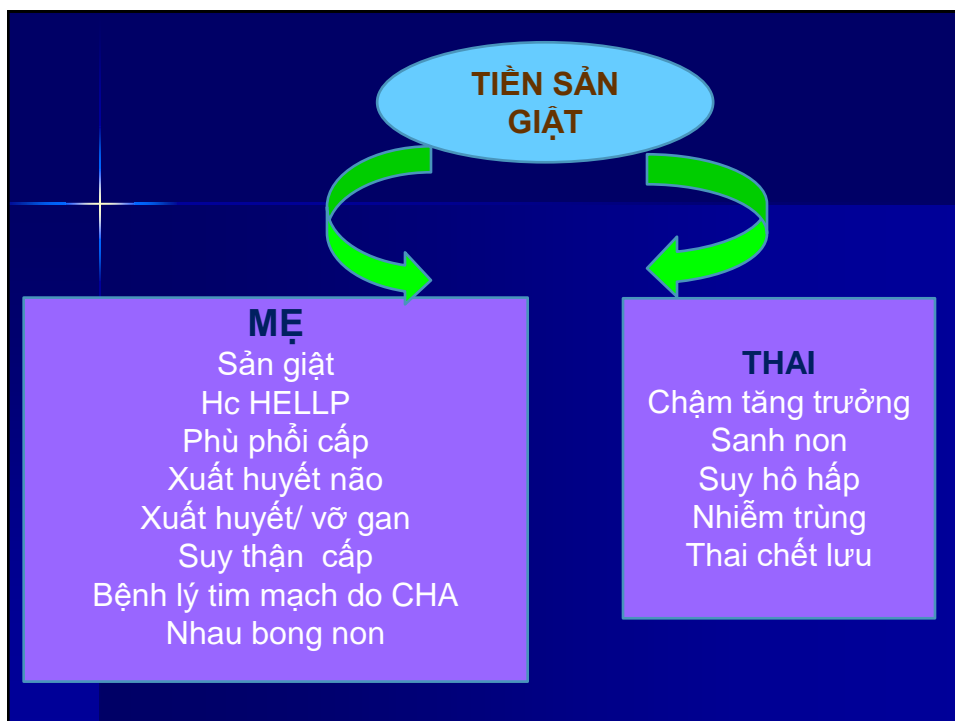 TIỀN SẢN
GIẬT
MẸ
Sản giật
Hc HELLP
Phù phổi cấp
Xuất huyết não
Xuất huyết/ vỡ gan
Suy thận cấp
Bệnh lý tim mạch do CHA
Nhau bong non
THAI
Chậm tăng trưởng
Sanh non
Suy hô hấp
Nhiễm trùng
Thai chết lưu